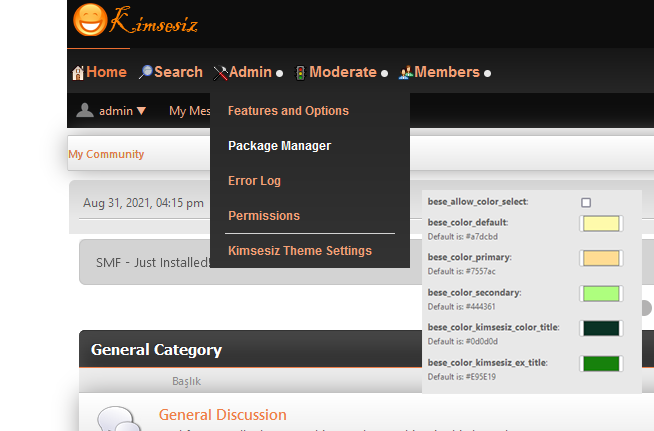 Kimsesiz
Home Search Admin Moderate Members
admin My Mes
Features and Options
Package Manager
Error Log
Permissions
Kimsesiz Theme Settings
My Community
Aug 31, 2021, 04:15 pm
SMF - Just Installed!
bese_allow_color_select:
bese_color_default:
Default is: #a7dcbd
bese_color_primary:
Default is: #7557ac
bese_color_secondary:
Default is: #444361
bese_color_kimsesiz_color_title:
Default is: #0d0d0d
bese_color_kimsesiz_ex_title:
Default is: #E95E19
General Category
Başlık
General Discussion